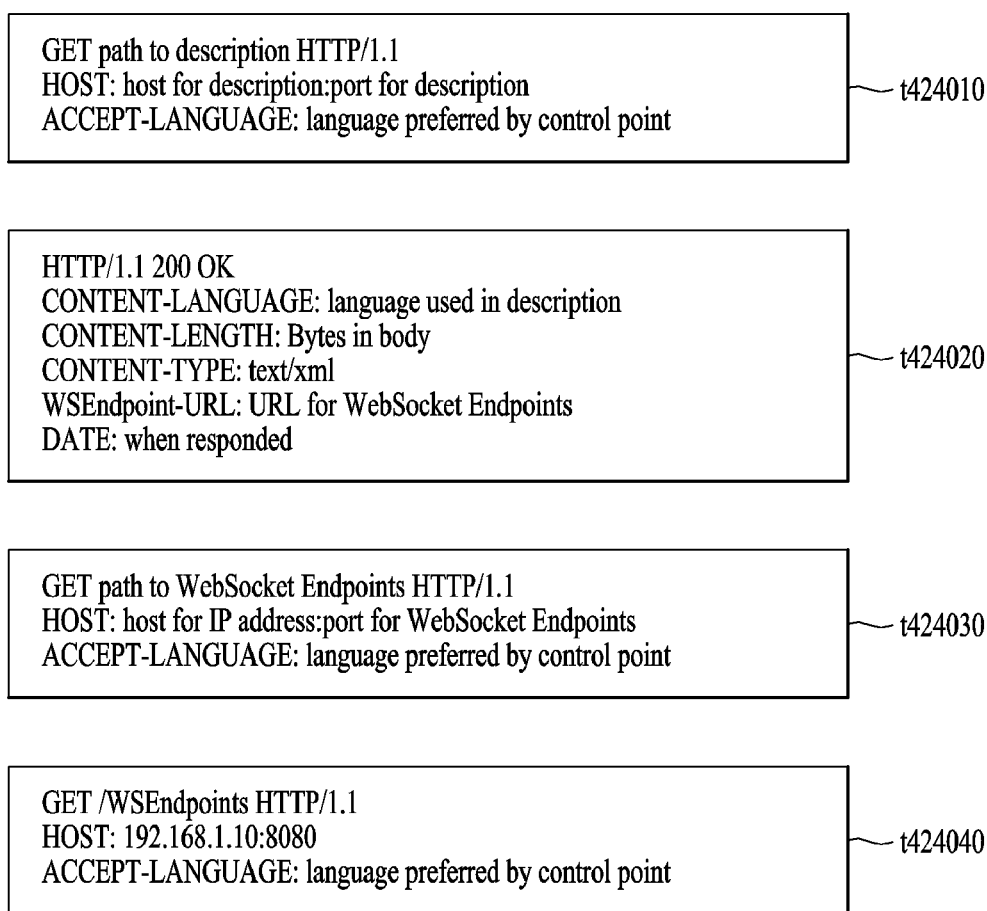 GET path to description HTTP/1.1
HOST: host for description:port for description
ACCEPT-LANGUAGE: language preferred by control point
t424010
HTTP/1.1 200 OK
CONTENT-LANGUAGE: language used in description
CONTENT-LENGTH: Bytes in body
CONTENT-TYPE: text/xml
WSEndpoint-URL: URL for WebSocket Endpoints
DATE: when responded
t424020
GET path to WebSocket Endpoints HTTP/1.1
HOST: host for IP address:port for WebSocket Endpoints
ACCEPT-LANGUAGE: language preferred by control point
t424030
GET /WSEndpoints HTTP/1.1
HOST: 192.168.1.10:8080
ACCEPT-LANGUAGE: language preferred by control point
t424040